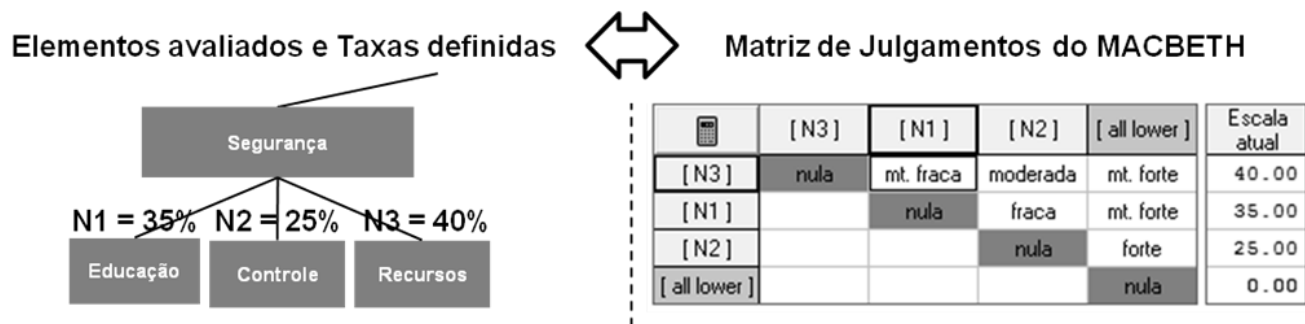 Elementos avaliados e Taxas definidas
Matriz de Julgamentos do MACBETH
Segurança
N1 = 35% N2 = 25% N3 = 40%
Educação Controle Recursos
[ N3 ] [ N1 ] [ N2 ] [ all lower ] Escala atual
[ N3 ] nula mt. fraca moderada mt. forte 40.00
[ N1 ] nula fraca mt. forte 35.00
[ N2 ] nula forte 25.00
[ all lower ] nula 0.00